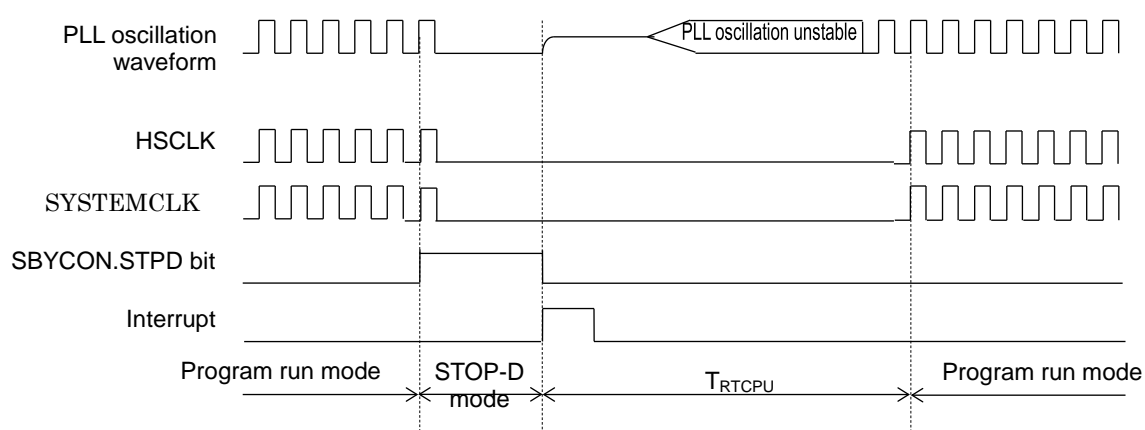 PLL oscillation
waveform
PLL oscillation unstable
HSCLK
SYSTEMCLK
SBYCON.STPD bit
Interrupt
Program run mode
STOP-D
mode
TRTCPU
Program run mode